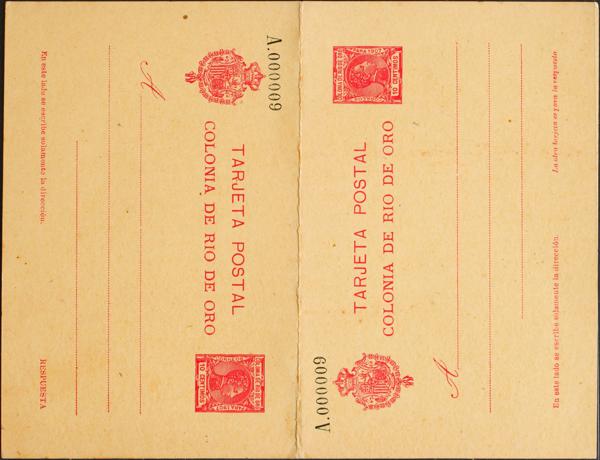 A.000009
TARJETA POSTAL
COLONIA DE RIO DE ORO
A
En este lado se escribe solamente la dirección.
RESPUESTA
10 CENTIMOS
A.000009
TARJETA POSTAL
COLONIA DE RIO DE ORO
A
En este lado se escribe solamente la dirección.
La otra tarjeta es para la respuesta
PARA 1907
10 CENTIMOS